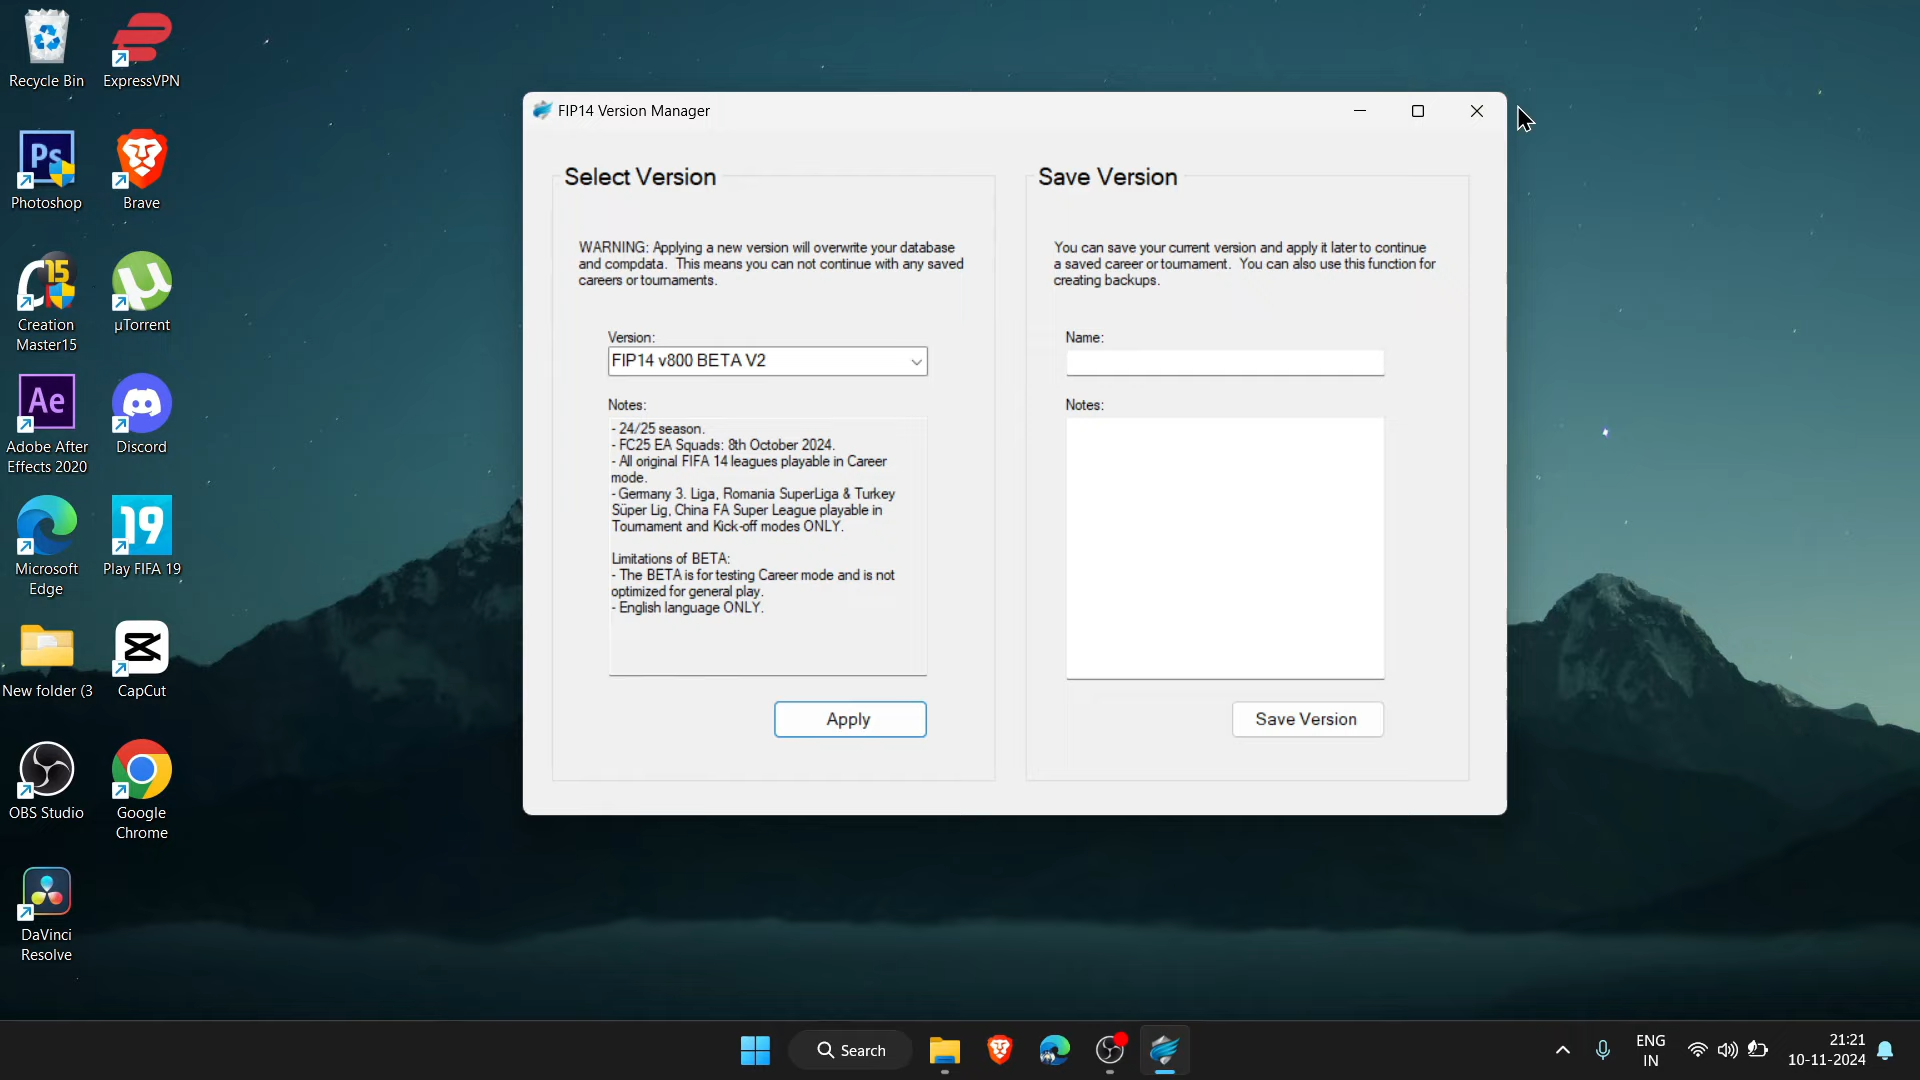 Recycle Bin
ExpressVPN
Ps
Photoshop
Brave
15
Creation
Master15
µ
µTorrent
Ae
Adobe After
Effects 2020
Discord
Microsoft
Edge
19
Play FIFA 19
New folder (3
CapCut
OBS Studio
Google
Chrome
DaVinci
Resolve
FIP14 Version Manager
Select Version
WARNING: Applying a new version will overwrite your database
and compdata. This means you can not continue with any saved
careers or tournaments.
Version:
FIP14 v800 BETA V2
Notes:
- 24/25 season.
- FC25 EA Squads: 8th October 2024.
- All original FIFA 14 leagues playable in Career
mode.
- Germany 3. Liga, Romania SuperLiga & Turkey
Süper Lig, China FA Super League playable in
Tournament and Kick-off modes ONLY.
Limitations of BETA:
- The BETA is for testing Career mode and is not
optimized for general play.
- English language ONLY.
Apply
Save Version
You can save your current version and apply it later to continue
a saved career or tournament. You can also use this function for
creating backups.
Name:
Notes:
Save Version
Search
ENG
IN
21:21
10-11-2024